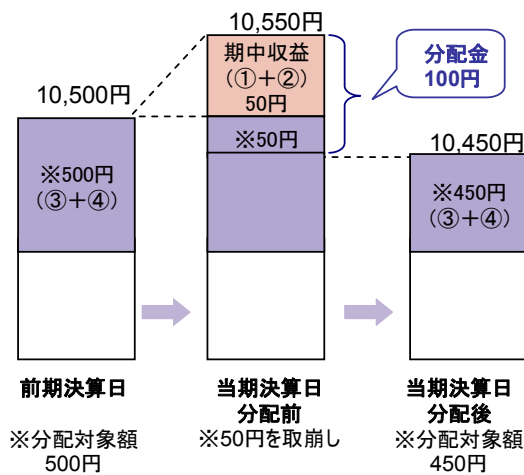 10,550円
期中収益
(①+②)
50円
分配金
100円
10,500円
※50円
10,450円
※500円
(③+④)
※450円
(③+④)
前期決算日
当期決算日
分配前
当期決算日
分配後
※分配対象額
500円
※50円を取崩し
※分配対象額
450円